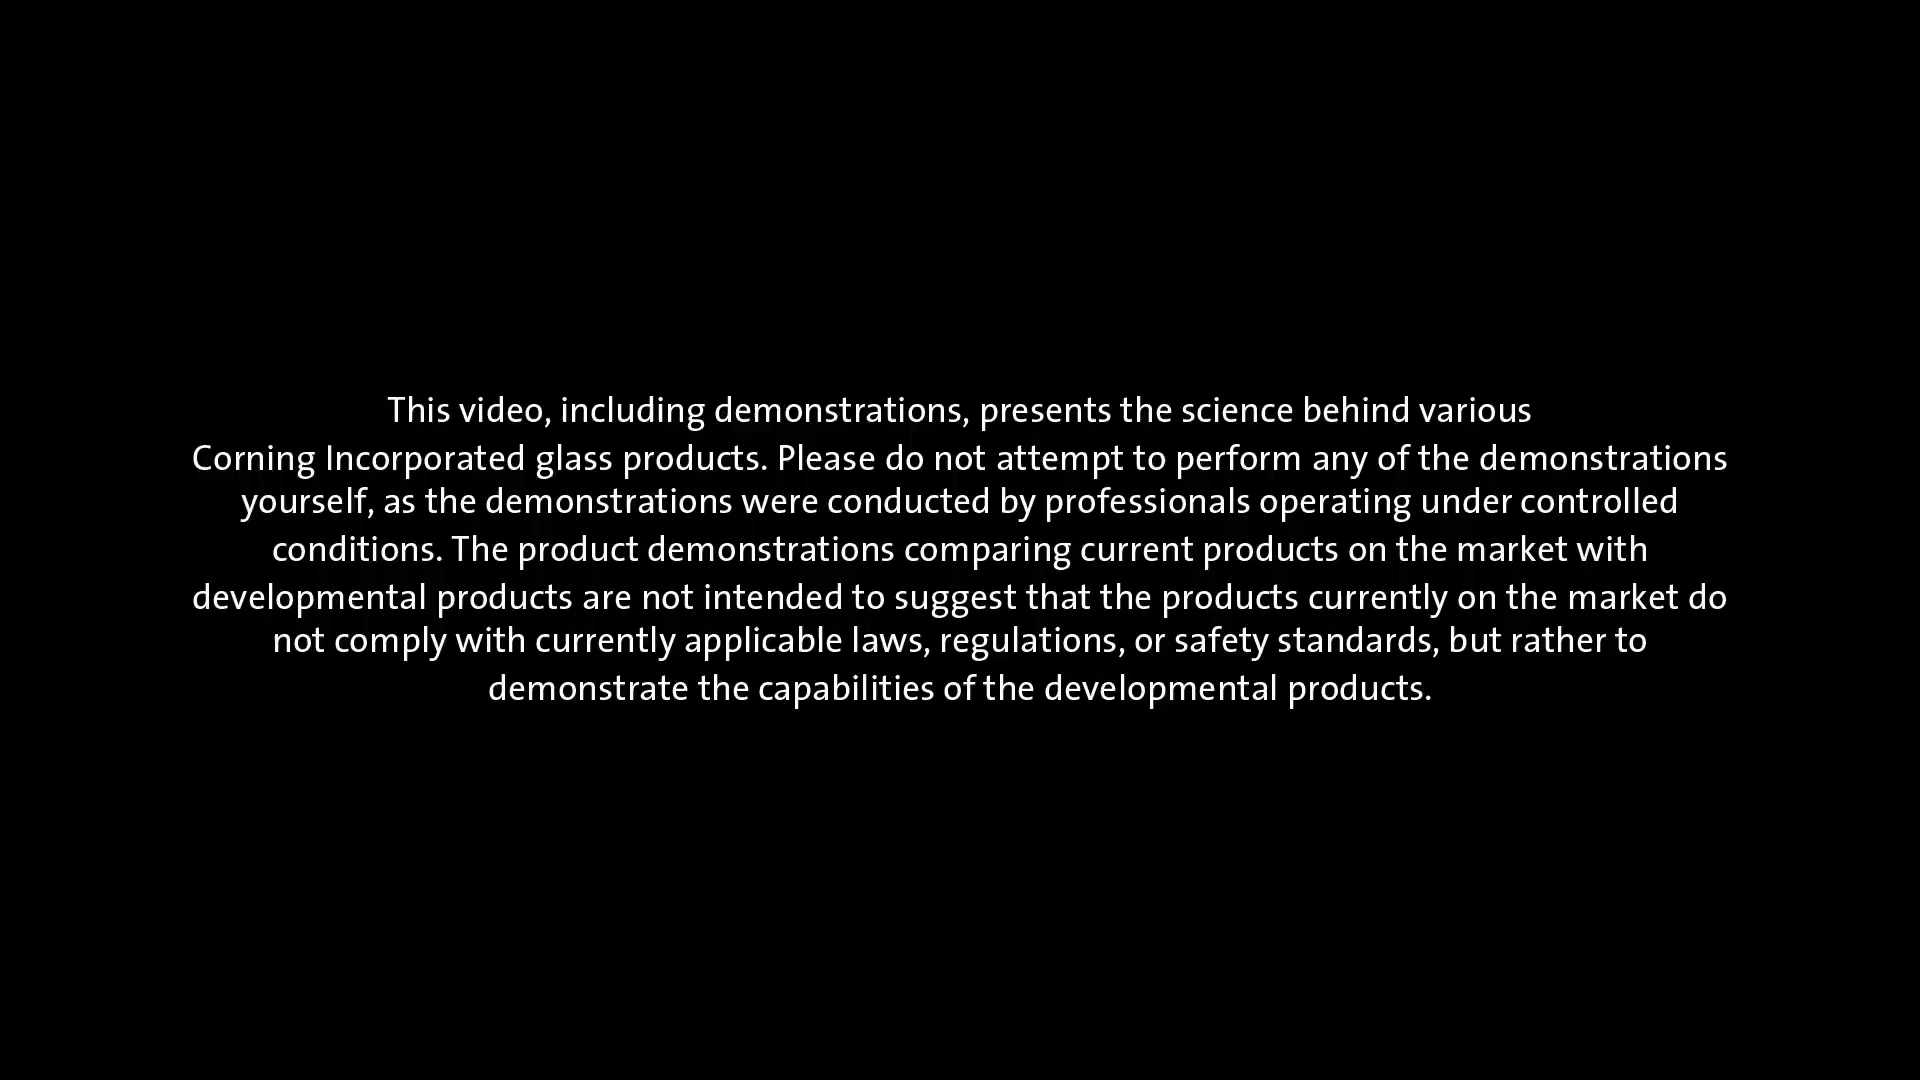 This video, including demonstrations, presents the science behind various
Corning Incorporated glass products. Please do not attempt to perform any of the demonstrations
yourself, as the demonstrations were conducted by professionals operating under controlled
conditions. The product demonstrations comparing current products on the market with
developmental products are not intended to suggest that the products currently on the market do
not comply with currently applicable laws, regulations, or safety standards, but rather to
demonstrate the capabilities of the developmental products.